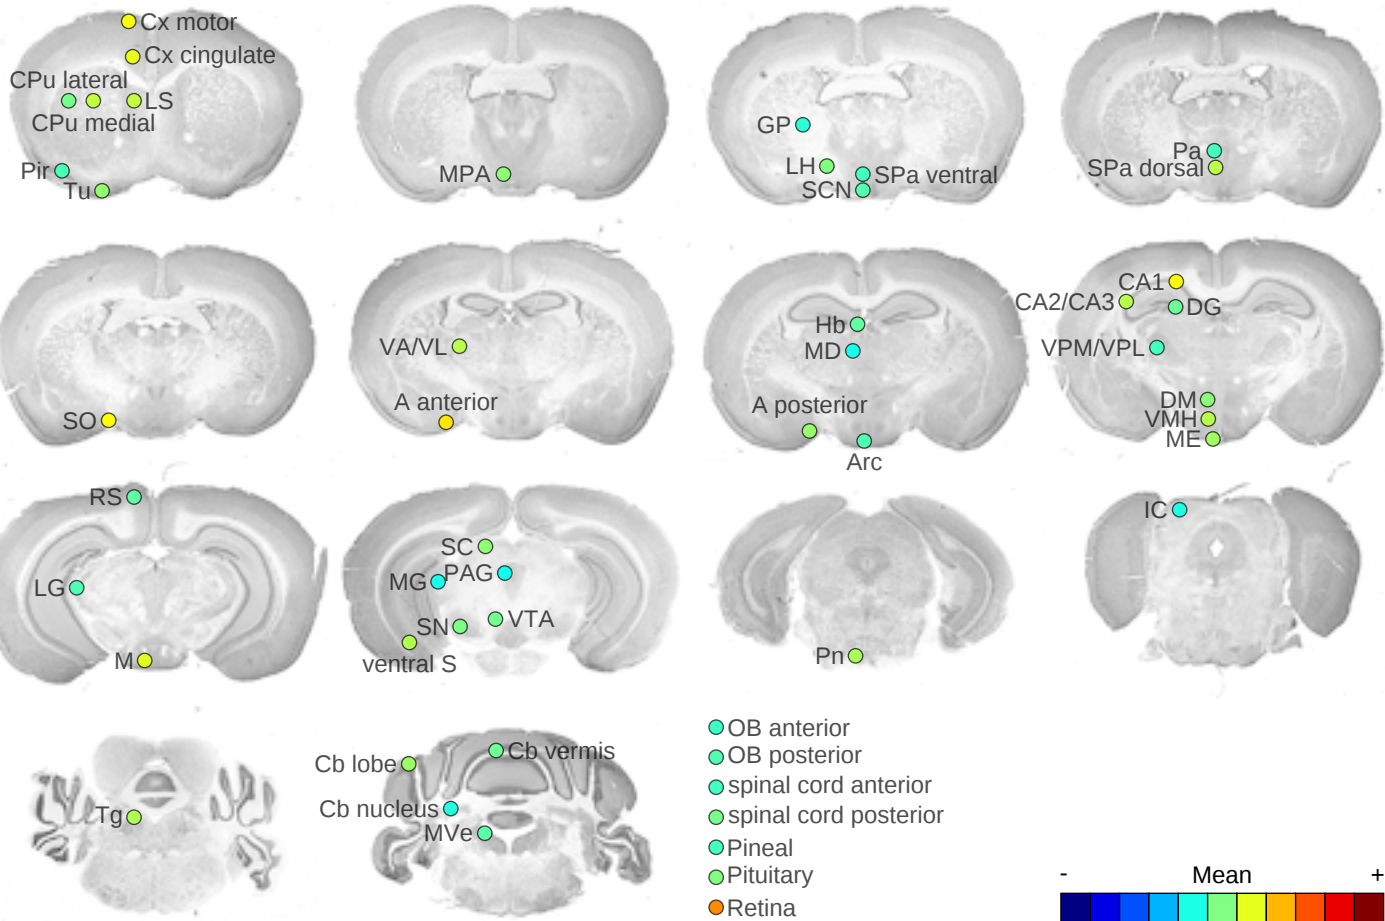 Cx motor
Cx cingulate
CPu lateral
LS
CPu medial
Pir
Tu
MPA
GP
LH
SPa ventral
SCN
Pa
SPa dorsal
SO
VA/VL
A anterior
Hb
MD
A posterior
Arc
CA1
CA2/CA3
DG
VPM/VPL
DM
VMH
ME
RS
LG
M
SC
MG
PAG
SN
VTA
ventral S
Pn
IC
Tg
Cb lobe
Cb vermis
Cb nucleus
MVe
OB anterior
OB posterior
spinal cord anterior
spinal cord posterior
Pineal
Pituitary
Retina
- Mean +